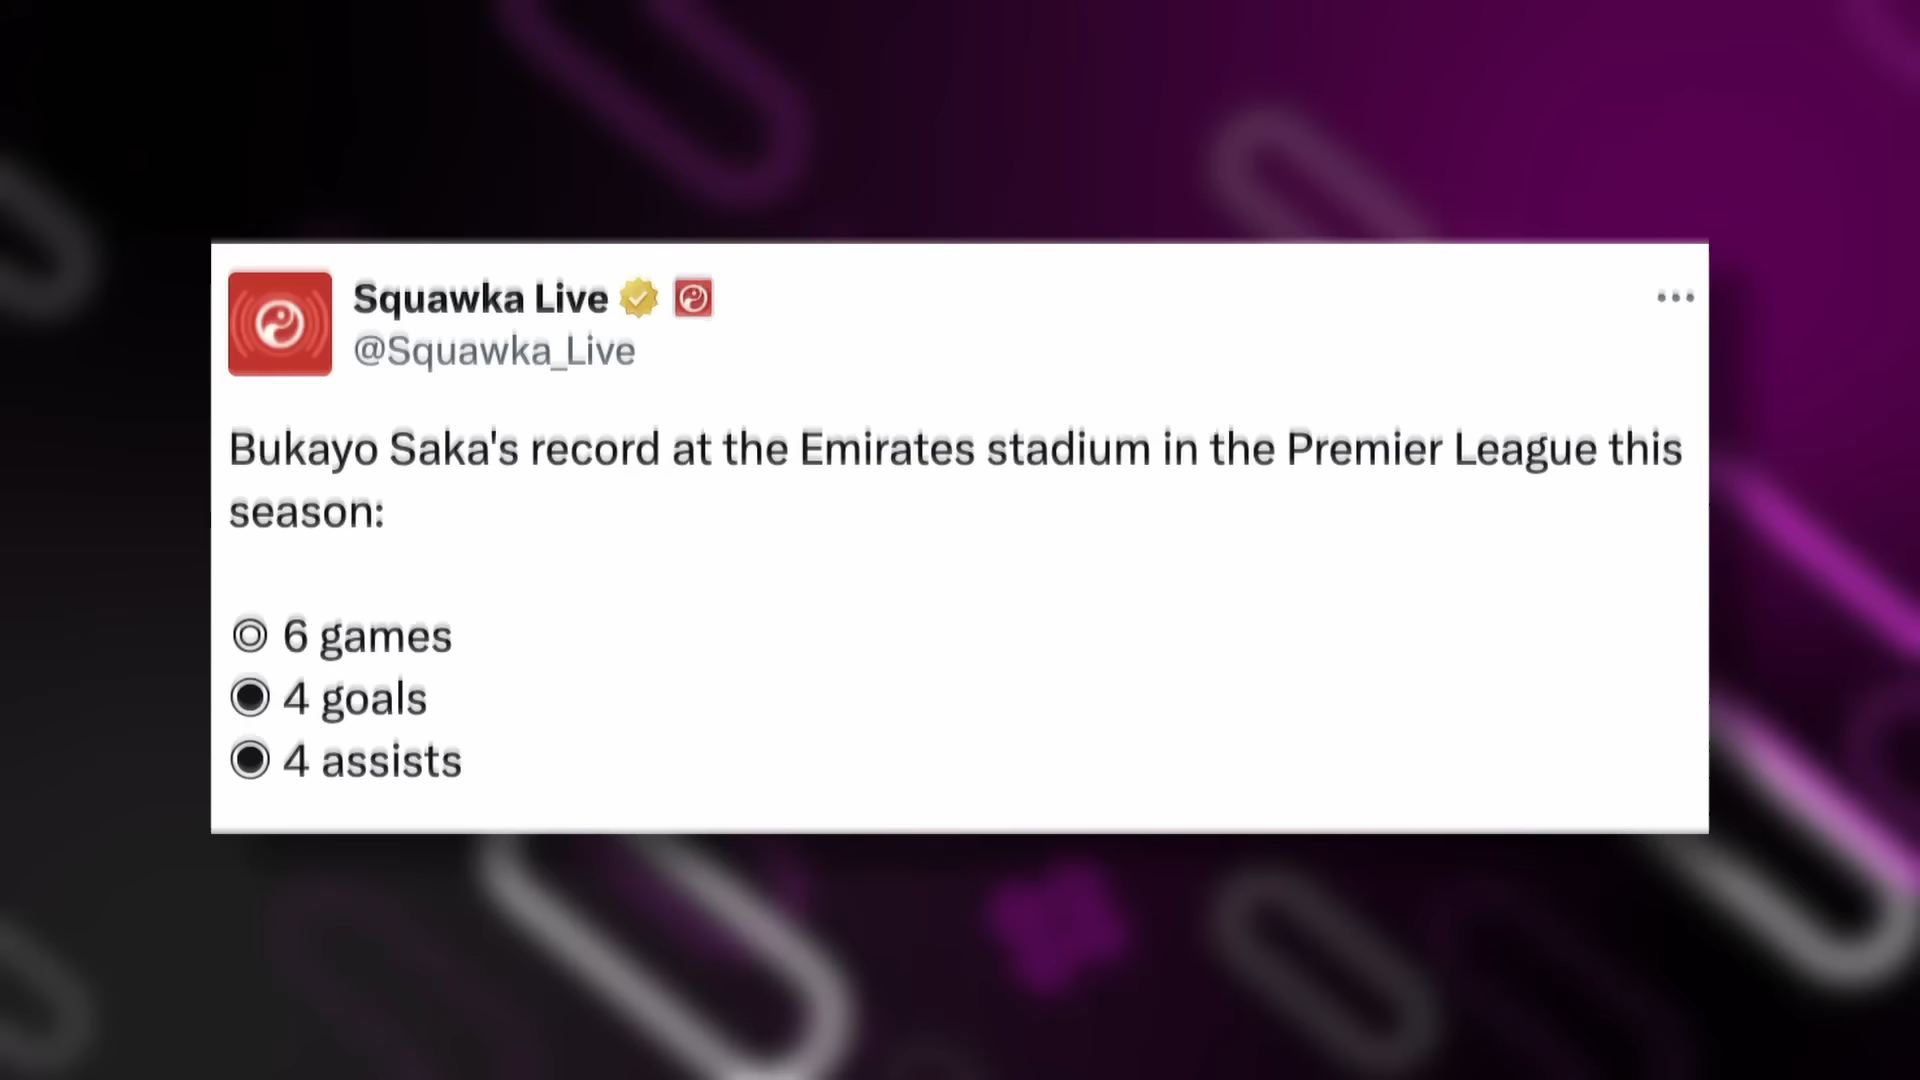 Squawka Live
@Squawka_Live
Bukayo Saka's record at the Emirates stadium in the Premier League this
season:
◎ 6 games
◉ 4 goals
◉ 4 assists